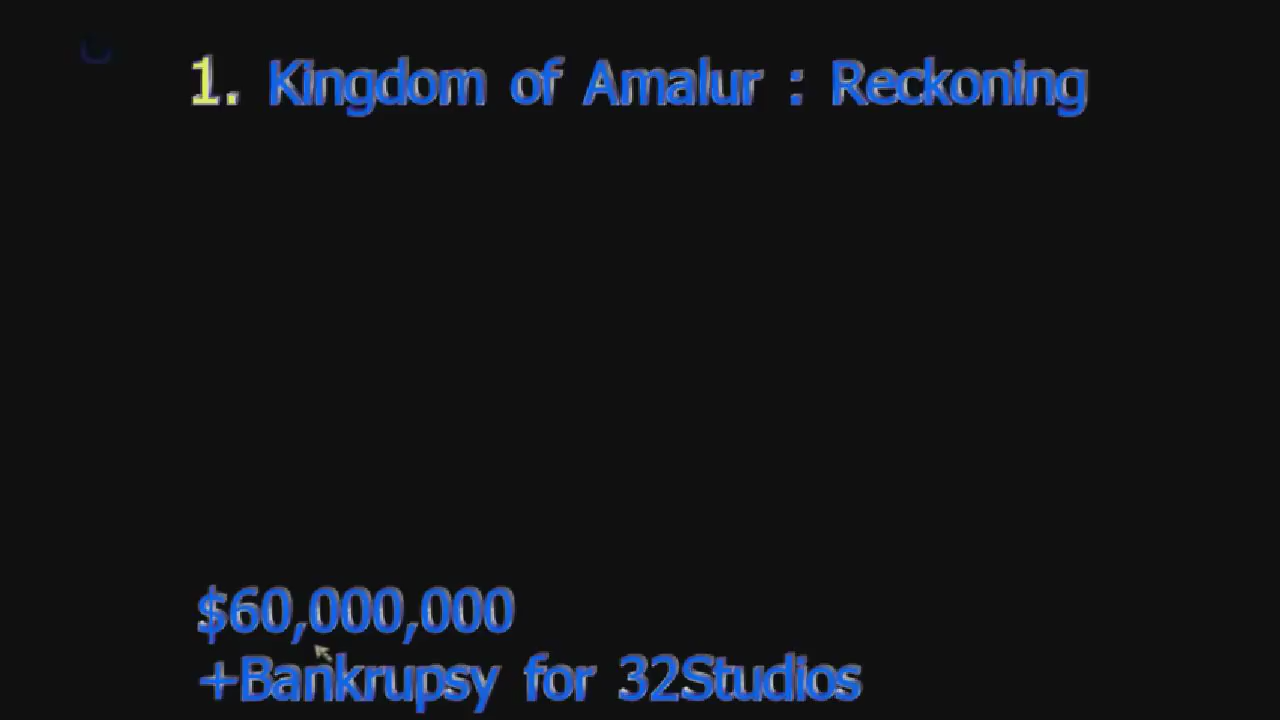 1. Kingdom of Amalur : Reckoning
$60,000,000
+Bankrupsy for 32Studios